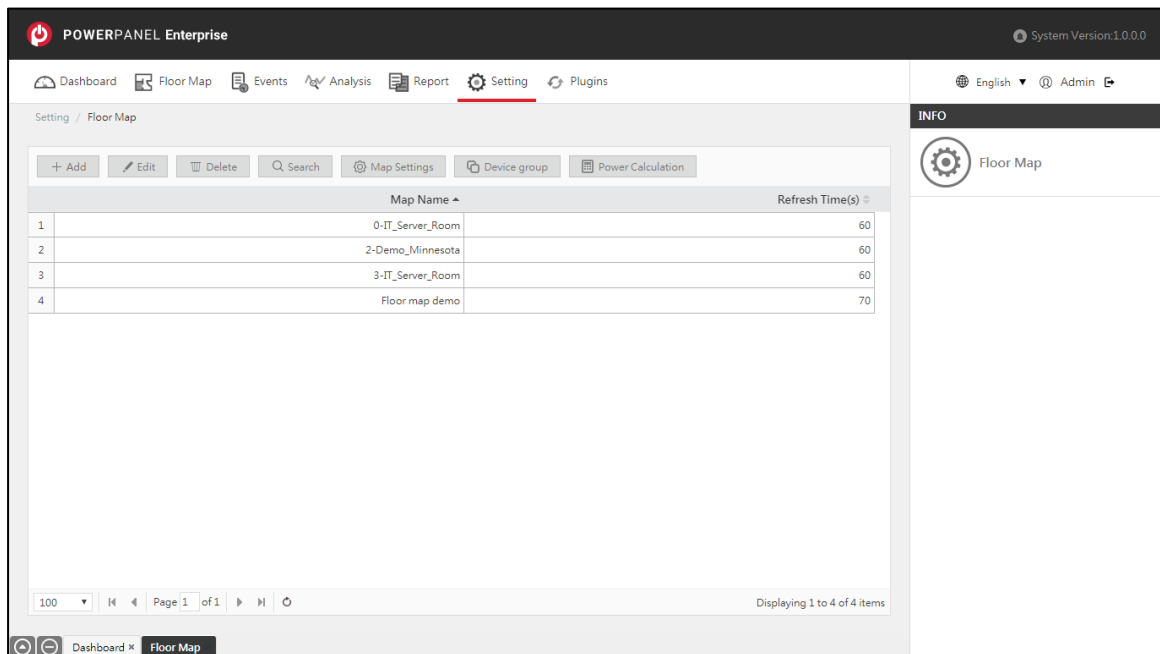 POWERPANEL Enterprise
System Version:1.0.0.0
Dashboard Floor Map Events Analysis Report Setting Plugins
English Admin
Setting / Floor Map
INFO
Floor Map
+ Add Edit Delete Search Map Settings Device group Power Calculation
Map Name Refresh Time(s)
1 0-IT_Server_Room 60
2 2-Demo_Minnesota 60
3 3-IT_Server_Room 60
4 Floor map demo 70
100 Page 1 of 1 Displaying 1 to 4 of 4 items
Dashboard × Floor Map